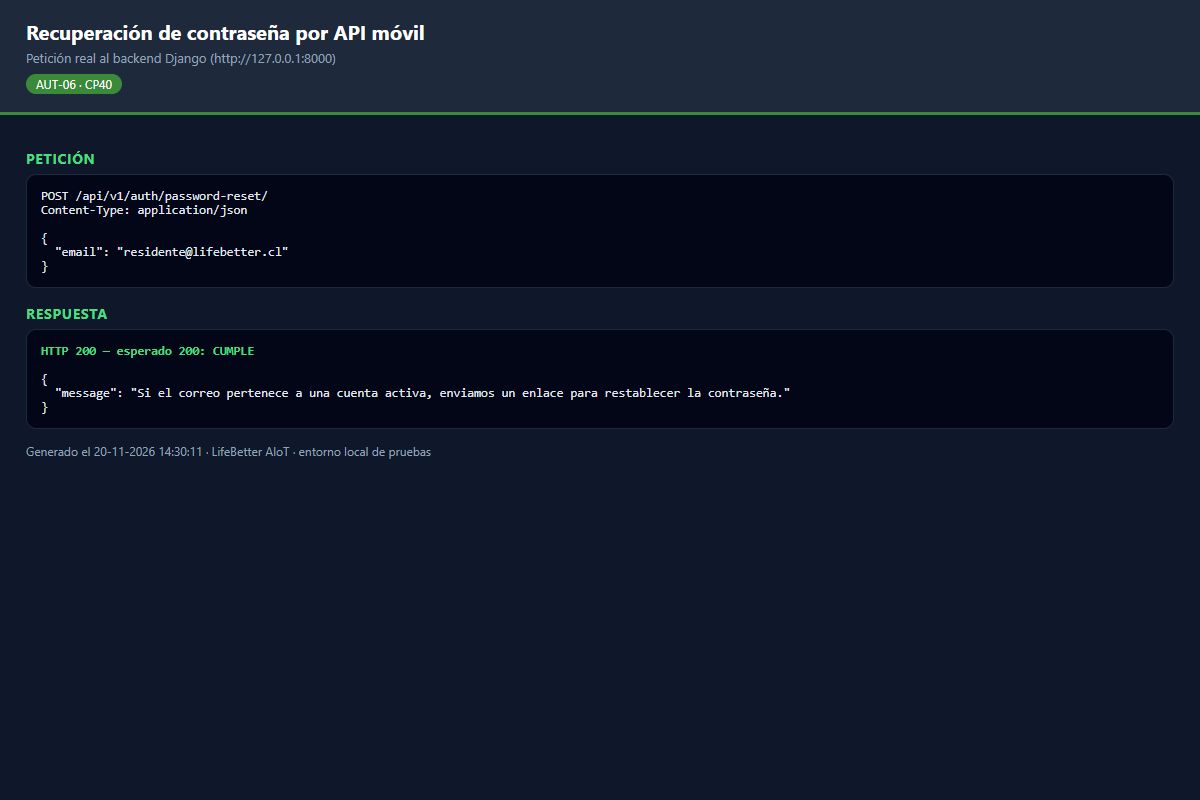 Recuperación de contraseña por API móvil
Petición real al backend Django (http://127.0.0.1:8000)
AUT-06 · CP40
PETICIÓN
POST /api/v1/auth/password-reset/
Content-Type: application/json
{
  "email": "residente@lifebetter.cl"
}
RESPUESTA
HTTP 200 — esperado 200: CUMPLE
{
  "message": "Si el correo pertenece a una cuenta activa, enviamos un enlace para restablecer la contraseña."
}
Generado el 20-11-2026 14:30:11 · LifeBetter AIoT · entorno local de pruebas